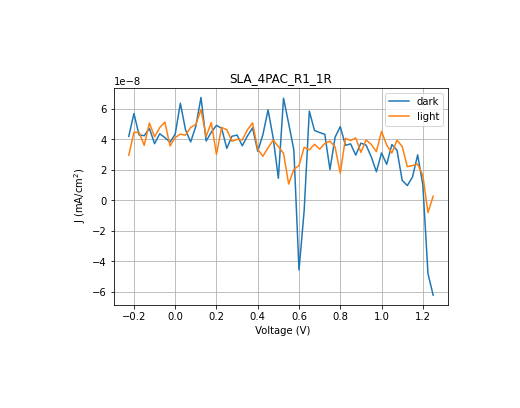 SLA_4PAC_R1_1R
1e−8
dark
light
6
4
2
0
−2
−4
−6
J (mA/cm²)
−0.2 0.0 0.2 0.4 0.6 0.8 1.0 1.2
Voltage (V)